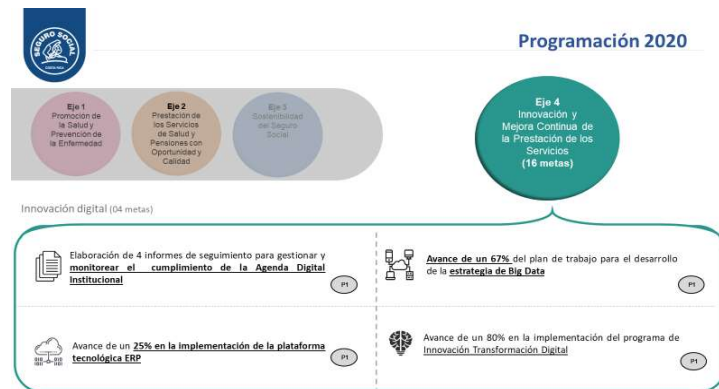 SEGURO SOCIAL
COSTA RICA
Programación 2020
Eje 1
Promoción de
la Salud y
Prevención de
la Enfermedad
Eje 2
Prestación de
los Servicios
de Salud y
Pensiones con
Oportunidad y
Calidad
Eje 3
Sostenibilidad
del Seguro
Social
Eje 4
Innovación y
Mejora Continua de
la Prestación de los
Servicios
(16 metas)
Innovación digital (04 metas)
Elaboración de 4 informes de seguimiento para gestionar y
monitorear el cumplimiento de la Agenda Digital
Institucional
P1
Avance de un 67% del plan de trabajo para el desarrollo
de la estrategia de Big Data
P1
Avance de un 25% en la implementación de la plataforma
tecnológica ERP
P1
Avance de un 80% en la implementación del programa de
Innovación Transformación Digital
P1